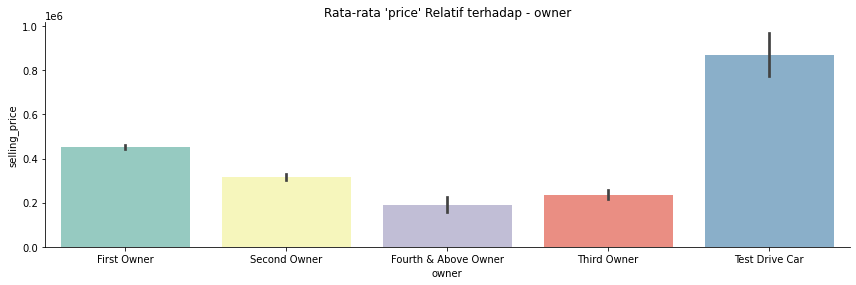 Rata-rata 'price' Relatif terhadap - owner
1e6
1.0
0.8
0.6
0.4
0.2
0.0
selling_price
First Owner
Second Owner
Fourth & Above Owner
Third Owner
Test Drive Car
owner